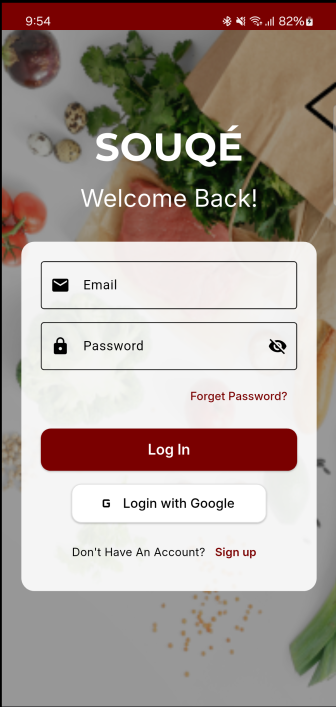 9:54 82%
SOUQÉ
Welcome Back!
Email
Password
Forget Password?
Log In
G Login with Google
Don't Have An Account? Sign up